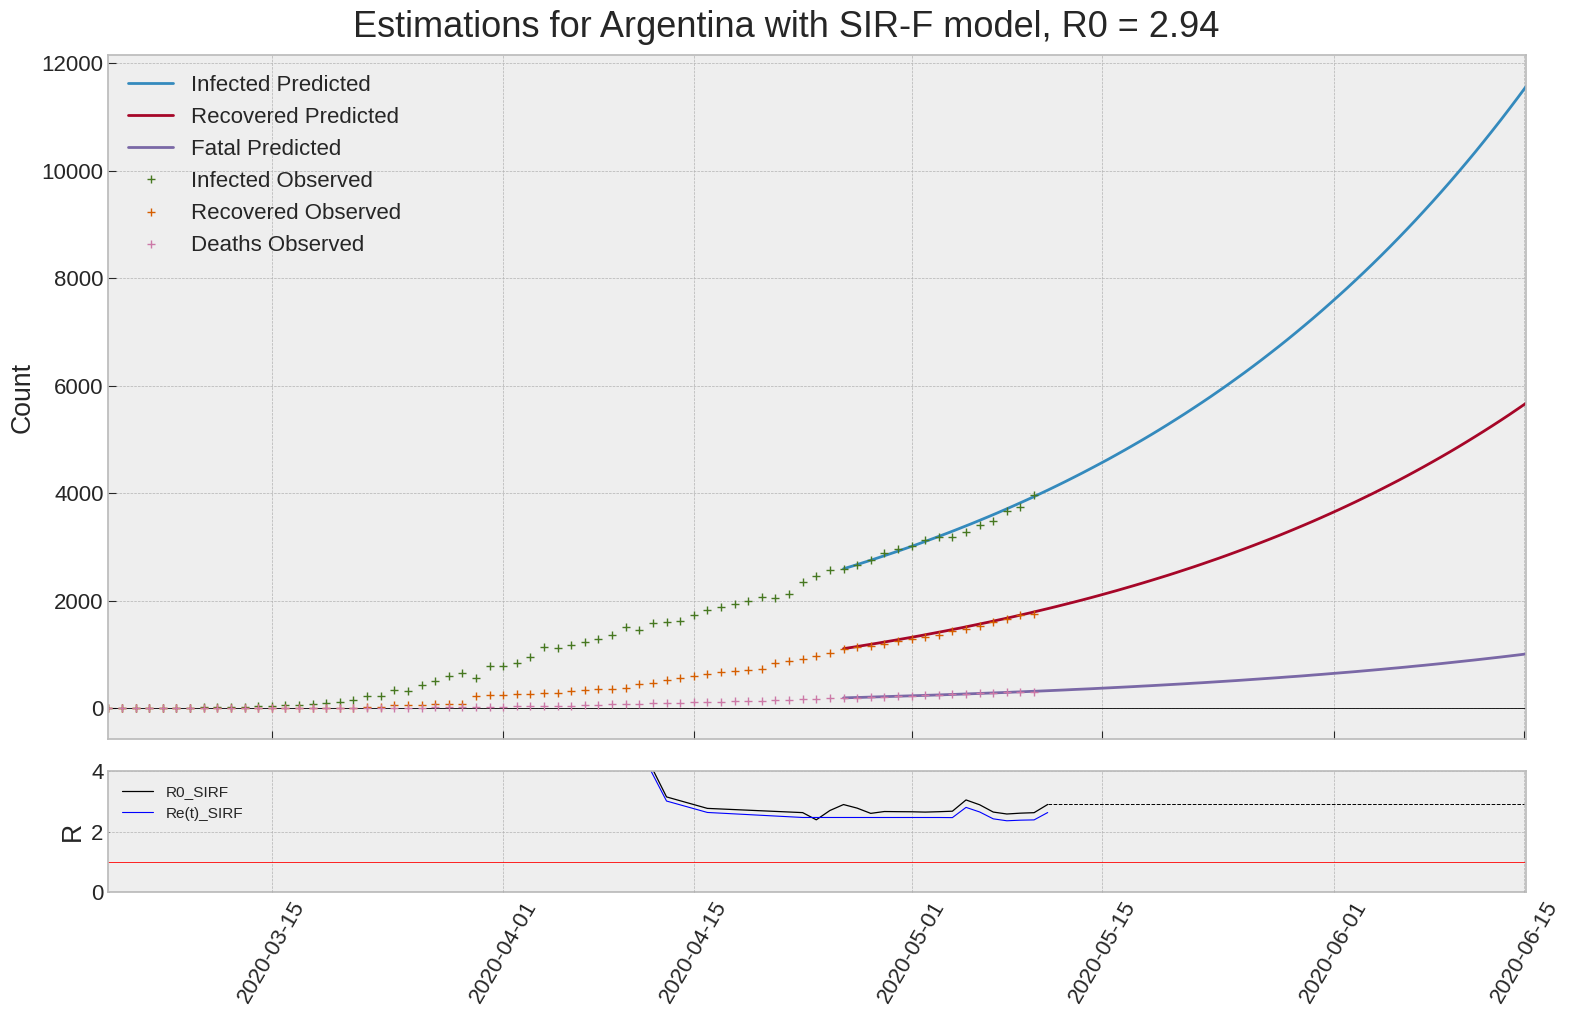 Estimations for Argentina with SIR-F model, R0 = 2.94
12000
10000
8000
6000
4000
2000
0
Count
Infected Predicted
Recovered Predicted
Fatal Predicted
Infected Observed
Recovered Observed
Deaths Observed
4
2
0
R
R0_SIRF
Re(t)_SIRF
2020-03-15
2020-04-01
2020-04-15
2020-05-01
2020-05-15
2020-06-01
2020-06-15